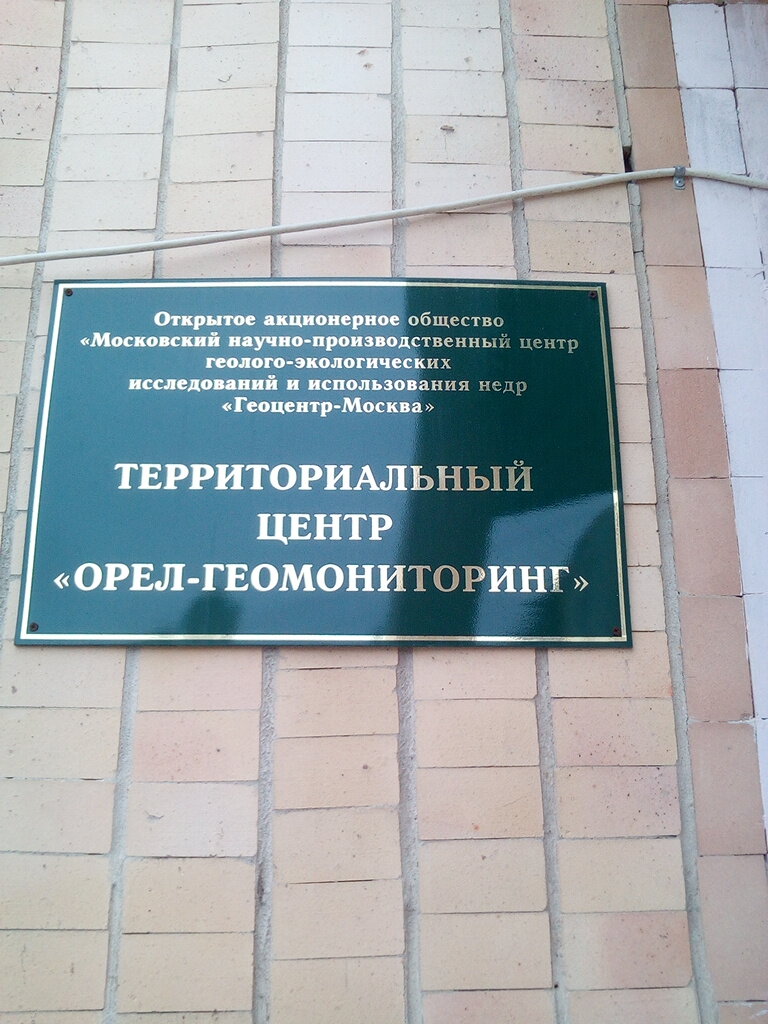 Открытое акционерное общество
«Московский научно-производственный центр
геолого-экологических
исследований и использования недр
«Геоцентр-Москва»
ТЕРРИТОРИАЛЬНЫЙ
ЦЕНТР
«ОРЕЛ-ГЕОМОНИТОРИНГ»